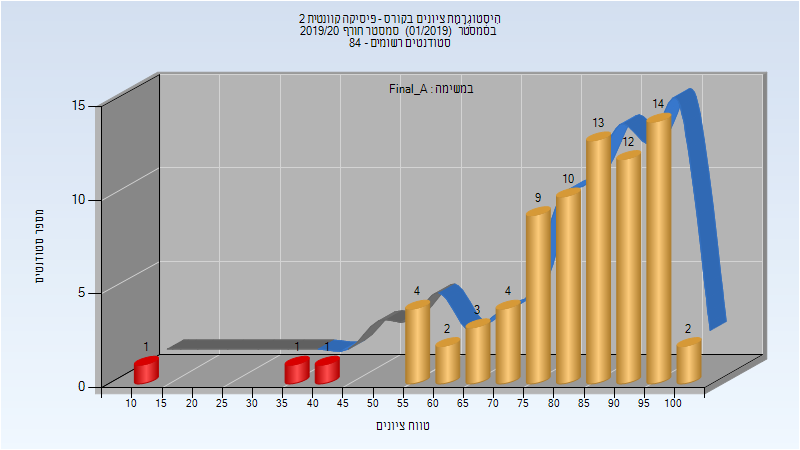 היסטוגרמת ציונים בקורס - פיסיקה קוונטית 2
בסמסטר (01/2019) סמסטר חורף 2019/20
סטודנטים רשומים - 84
במשימה : Final_A
מספר סטודנטים
15
10
5
0
1
1
1
4
2
3
4
9
10
13
12
14
2
10 15 20 25 30 35 40 45 50 55 60 65 70 75 80 85 90 95 100
טווח ציונים